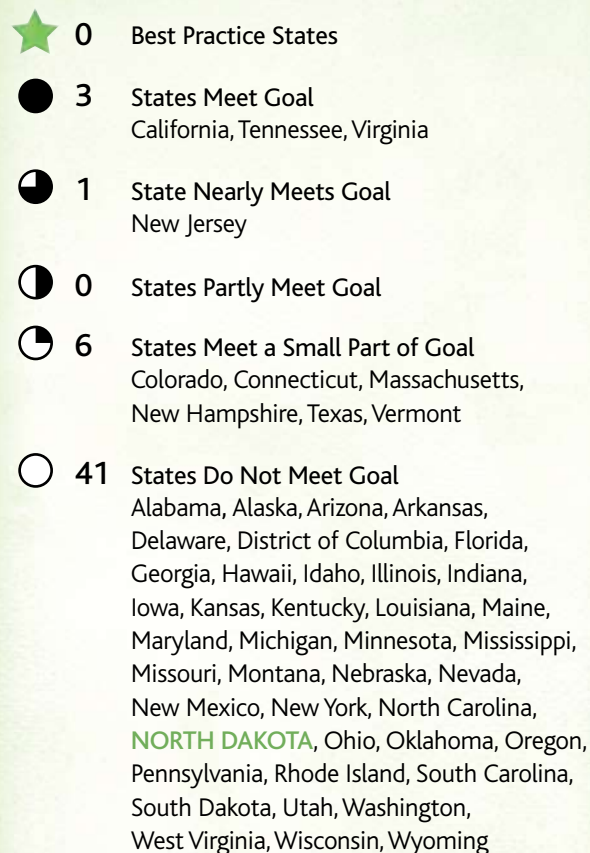 0 Best Practice States
3 States Meet Goal
California, Tennessee, Virginia
1 State Nearly Meets Goal
New Jersey
0 States Partly Meet Goal
6 States Meet a Small Part of Goal
Colorado, Connecticut, Massachusetts,
New Hampshire, Texas, Vermont
41 States Do Not Meet Goal
Alabama, Alaska, Arizona, Arkansas,
Delaware, District of Columbia, Florida,
Georgia, Hawaii, Idaho, Illinois, Indiana,
Iowa, Kansas, Kentucky, Louisiana, Maine,
Maryland, Michigan, Minnesota, Mississippi,
Missouri, Montana, Nebraska, Nevada,
New Mexico, New York, North Carolina,
NORTH DAKOTA, Ohio, Oklahoma, Oregon,
Pennsylvania, Rhode Island, South Carolina,
South Dakota, Utah, Washington,
West Virginia, Wisconsin, Wyoming